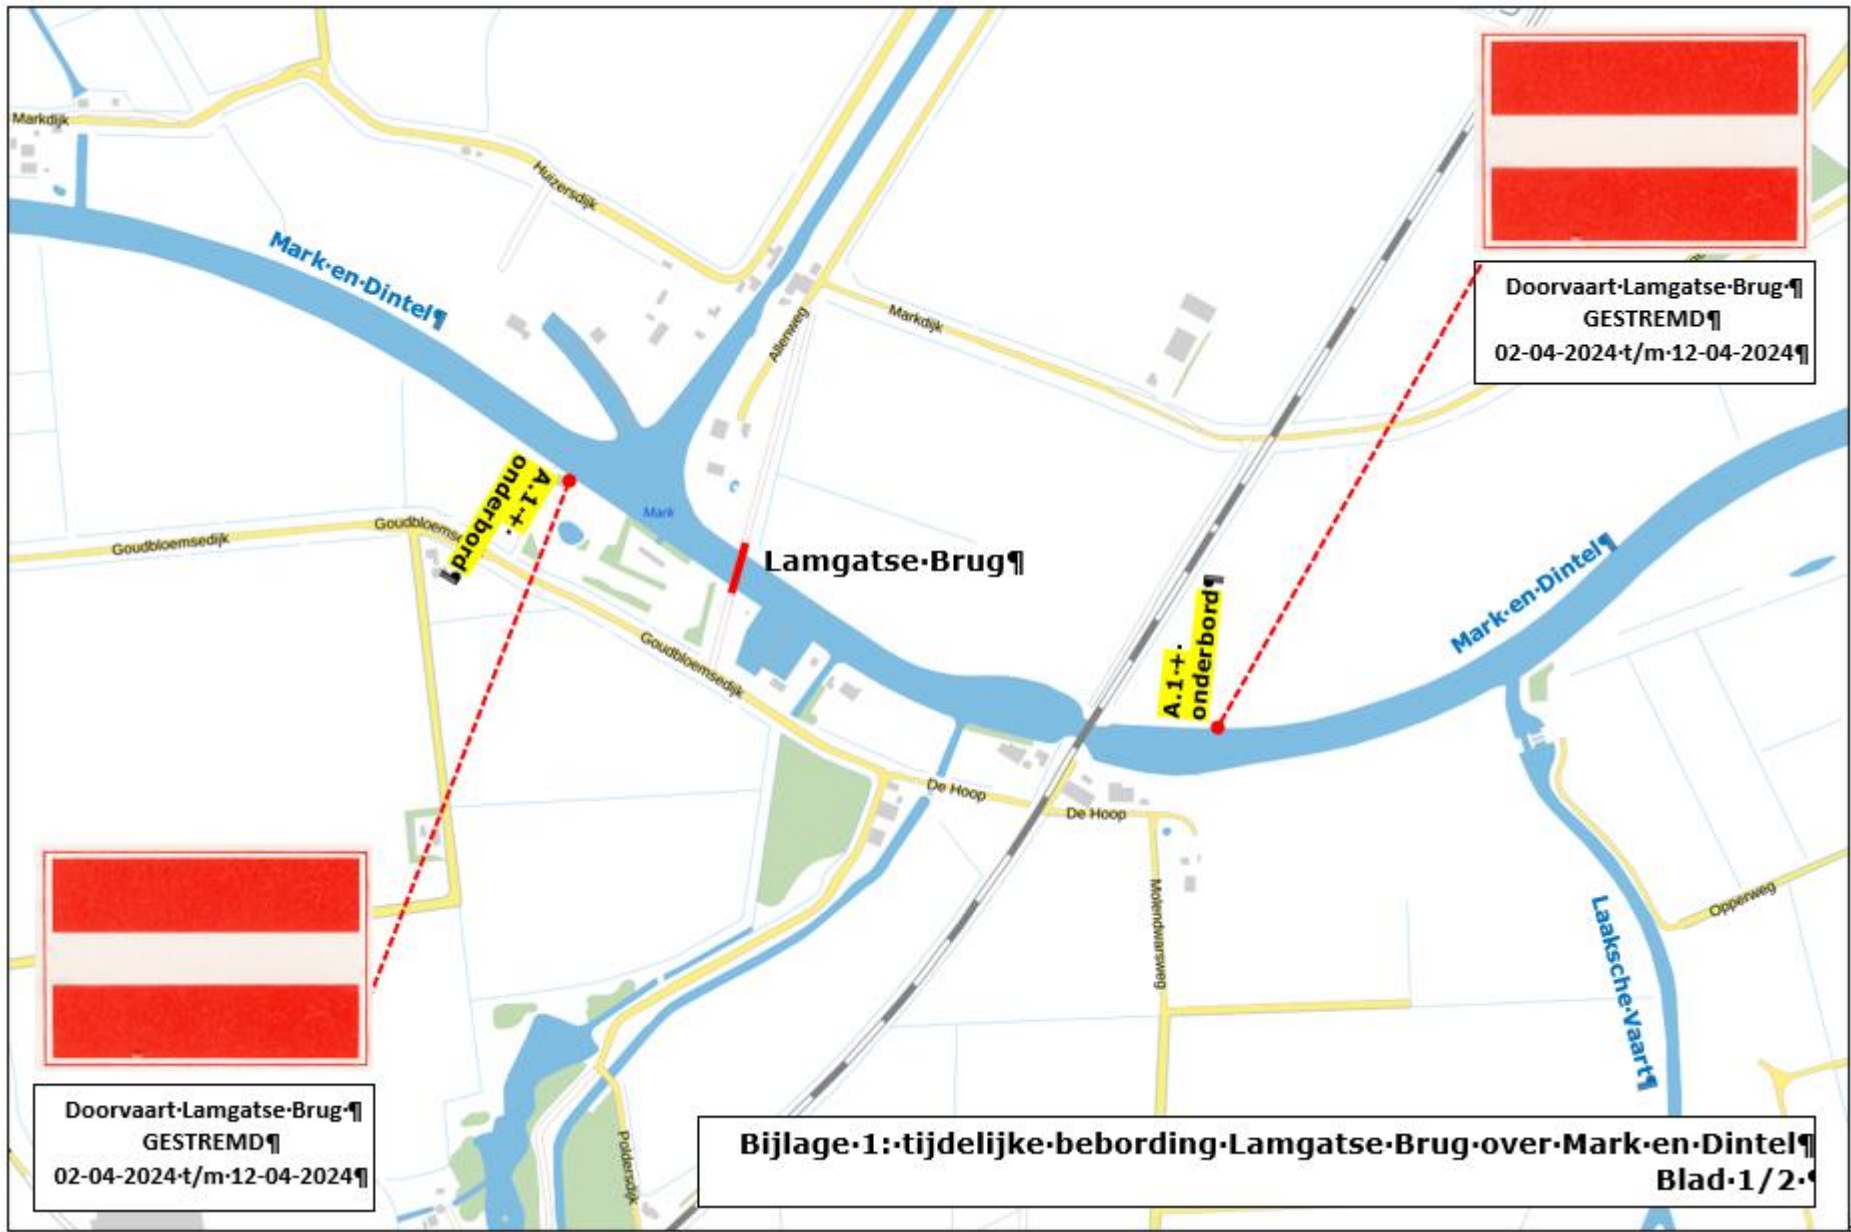 Markdijk
Huizersdijk
Mark·en·Dintel¶
Allenweg
Markdijk
Doorvaart·Lamgatse·Brug·¶
GESTREMD¶
02-04-2024·t/m·12-04-2024¶
A.1·+·
onderbord¶
Mark
Goudbloemsedijk
Goudbloemse
Lamgatse·Brug¶
Goudbloemsedijk
A.1·+·
onderbord¶
Mark·en·Dintel¶
De Hoop
De Hoop
Molendwarsweg
Opperweg
Laaksche·Vaart¶
Poldersdijk
Doorvaart·Lamgatse·Brug·¶
GESTREMD¶
02-04-2024·t/m·12-04-2024¶
Bijlage·1:·tijdelijke·bebording·Lamgatse·Brug·over·Mark·en·Dintel¶
Blad·1/2·